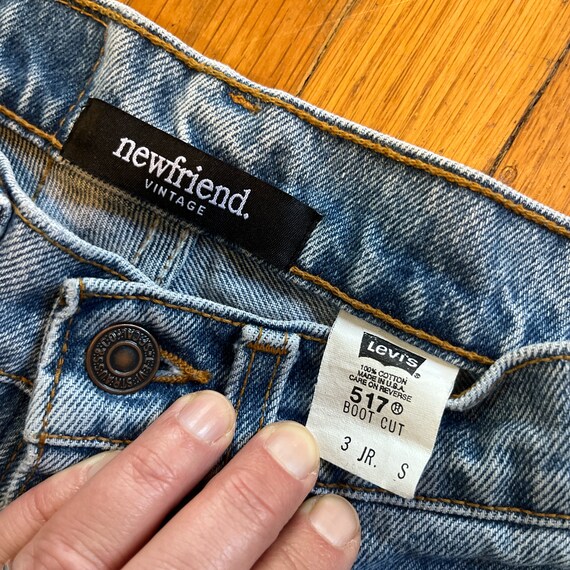 newfriend.
VINTAGE
Levi's
100% COTTON
MADE IN U.S.A.
CARE ON REVERSE
517®
BOOT CUT
3 JR. S